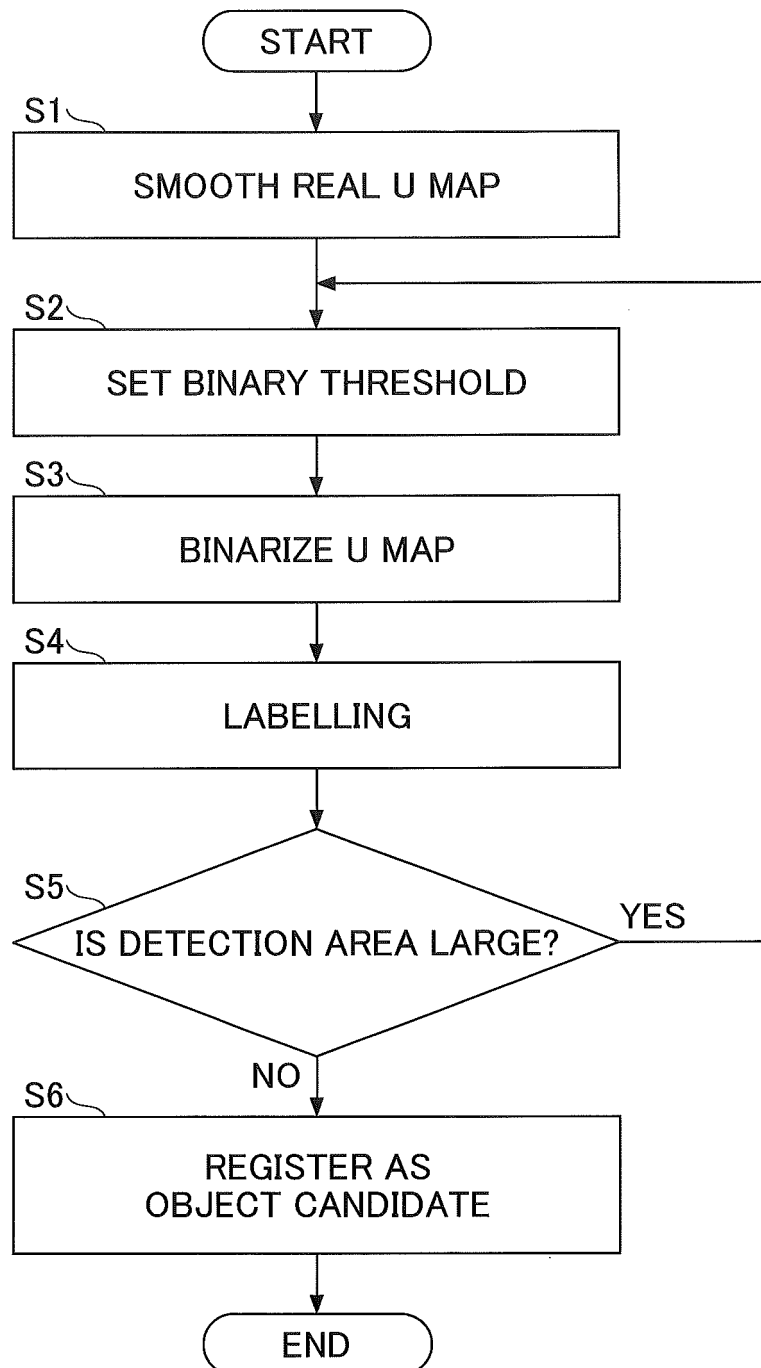 START
S1
SMOOTH REAL U MAP
S2
SET BINARY THRESHOLD
S3
BINARIZE U MAP
S4
LABELLING
S5
IS DETECTION AREA LARGE?
YES
NO
S6
REGISTER AS
OBJECT CANDIDATE
END